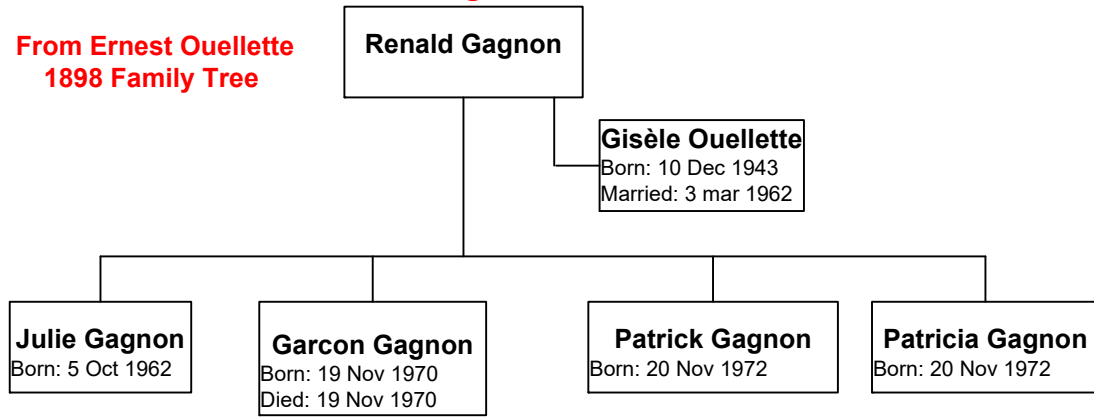 From Ernest Ouellette
1898 Family Tree
Renald Gagnon
Gisèle Ouellette
Born: 10 Dec 1943
Married: 3 mar 1962
Julie Gagnon
Born: 5 Oct 1962
Garcon Gagnon
Born: 19 Nov 1970
Died: 19 Nov 1970
Patrick Gagnon
Born: 20 Nov 1972
Patricia Gagnon
Born: 20 Nov 1972